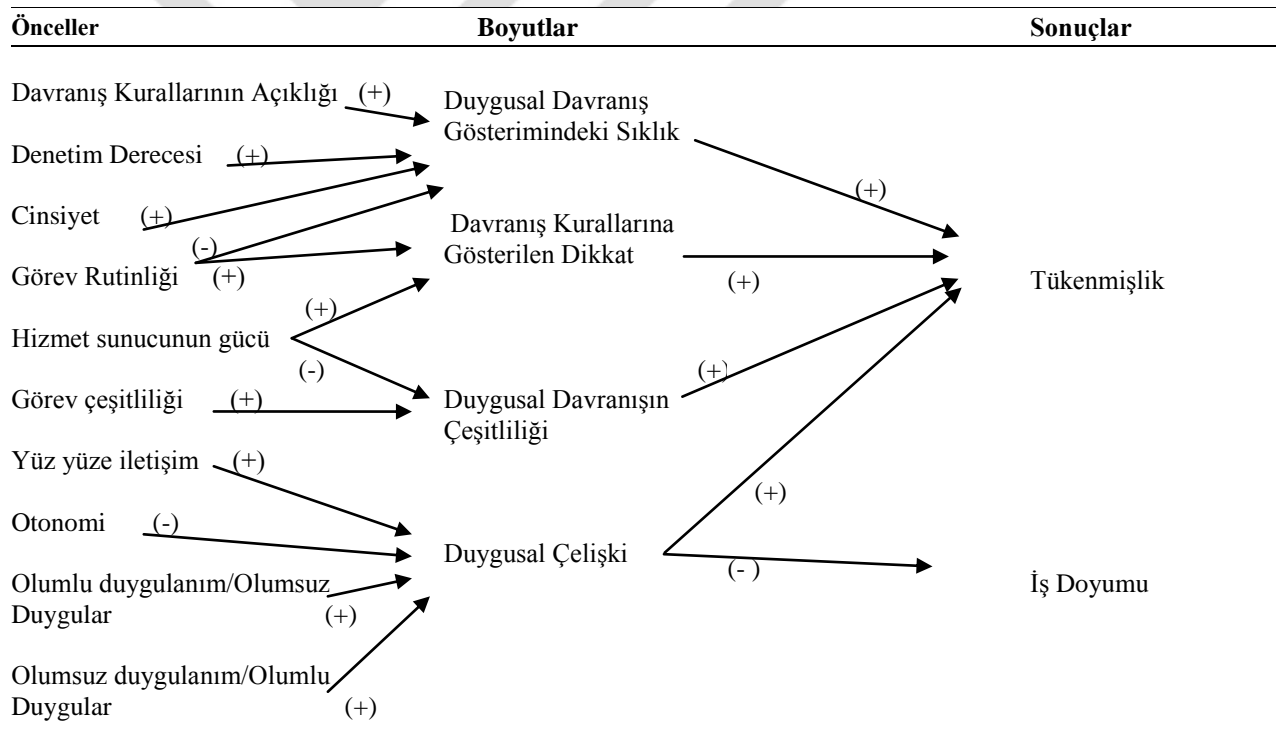 Önceller Boyutlar Sonuçlar
Davranış Kurallarının Açıklığı (+)
Duygusal Davranış
Gösterimindeki Sıklık
Denetim Derecesi (+)
(+)
Cinsiyet (+)
Davranış Kurallarına
Gösterilen Dikkat
(-)
Görev Rutinliği (+)
(+)
Tükenmişlik
(+)
Hizmet sunucunun gücü
(-)
(+)
Görev çeşitliliği (+)
Duygusal Davranışın
Çeşitliliği
Yüz yüze iletişim (+)
(+)
Otonomi (-)
Duygusal Çelişki
(- )
Olumlu duygulanım/Olumsuz
Duygular (+)
İş Doyumu
Olumsuz duygulanım/Olumlu
Duygular (+)